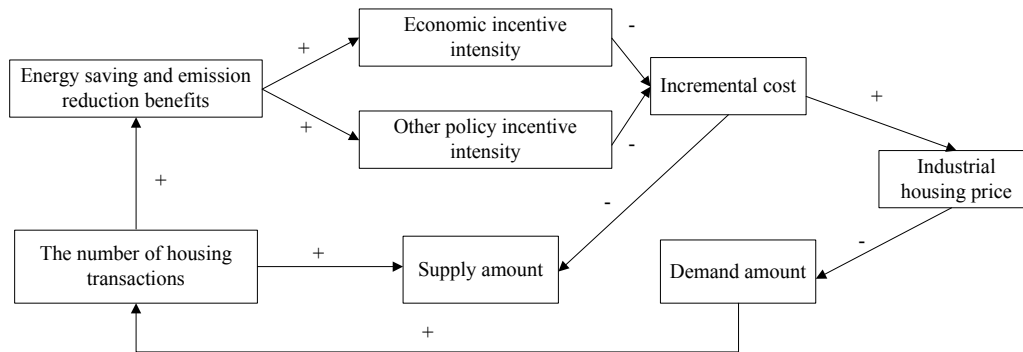 Economic incentive
intensity
-
+
Energy saving and emission
reduction benefits
Incremental cost
+
+
Other policy incentive
intensity
-
Industrial
housing price
+
-
-
The number of housing
transactions
+
Supply amount
Demand amount
+